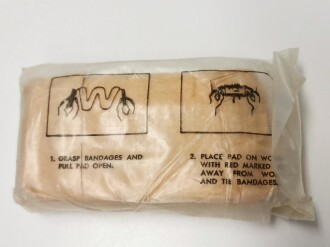 1. GRASP BANDAGES AND
PULL PAD OPEN.
2. PLACE PAD ON WO
WITH RED MARKED
AWAY FROM WO
AND TIE BANDAGES.